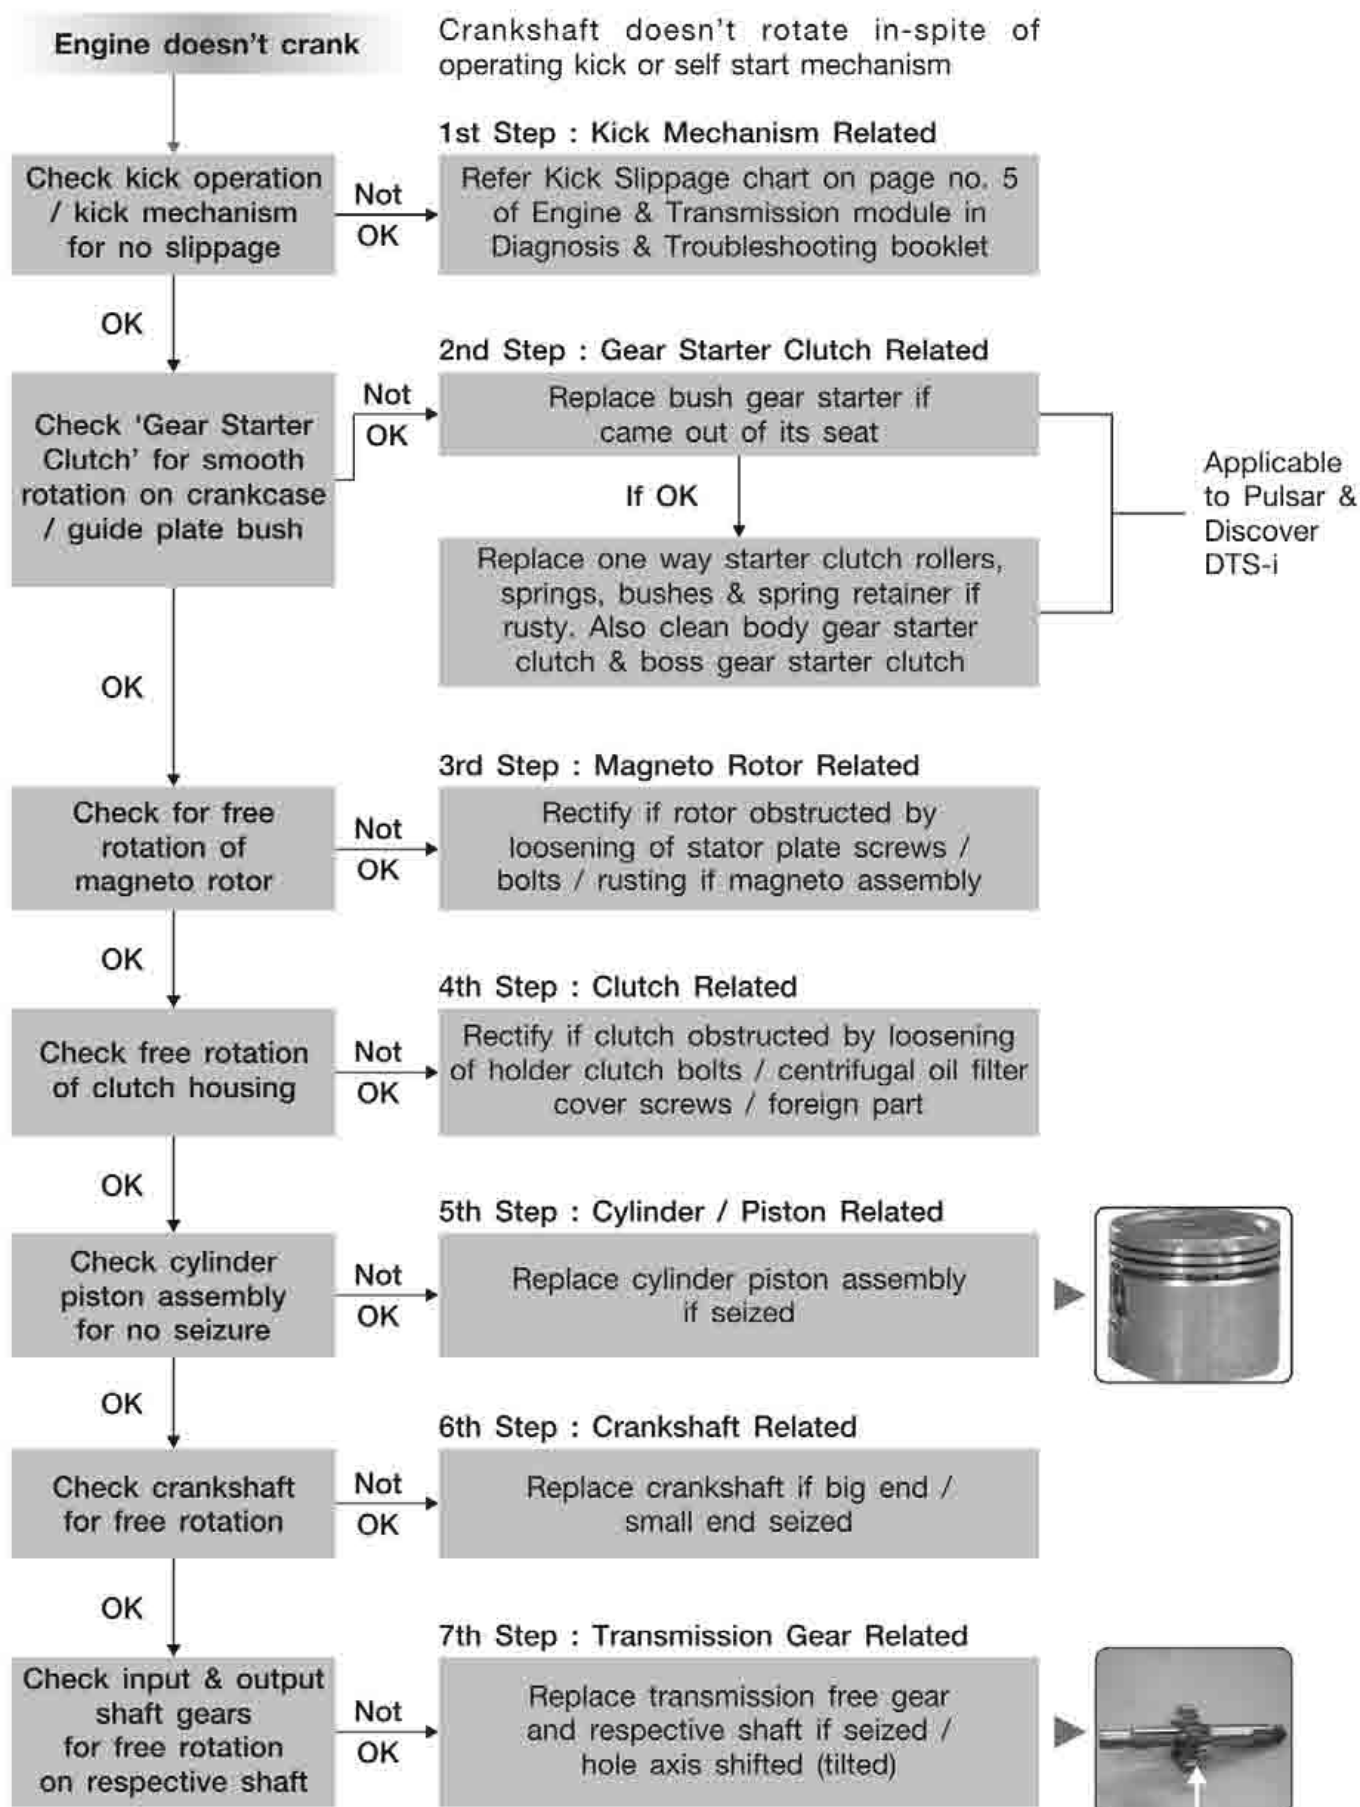 Engine doesn't crank
Crankshaft doesn't rotate in-spite of
operating kick or self start mechanism
1st Step : Kick Mechanism Related
Check kick operation
/ kick mechanism
for no slippage
Not
OK
Refer Kick Slippage chart on page no. 5
of Engine & Transmission module in
Diagnosis & Troubleshooting booklet
OK
2nd Step : Gear Starter Clutch Related
Check 'Gear Starter
Clutch' for smooth
rotation on crankcase
/ guide plate bush
Not
OK
Replace bush gear starter if
came out of its seat
If OK
Replace one way starter clutch rollers,
springs, bushes & spring retainer if
rusty. Also clean body gear starter
clutch & boss gear starter clutch
Applicable
to Pulsar &
Discover
DTS-i
OK
3rd Step : Magneto Rotor Related
Check for free
rotation of
magneto rotor
Not
OK
Rectify if rotor obstructed by
loosening of stator plate screws /
bolts / rusting if magneto assembly
OK
4th Step : Clutch Related
Check free rotation
of clutch housing
Not
OK
Rectify if clutch obstructed by loosening
of holder clutch bolts / centrifugal oil filter
cover screws / foreign part
OK
5th Step : Cylinder / Piston Related
Check cylinder
piston assembly
for no seizure
Not
OK
Replace cylinder piston assembly
if seized
OK
6th Step : Crankshaft Related
Check crankshaft
for free rotation
Not
OK
Replace crankshaft if big end /
small end seized
OK
7th Step : Transmission Gear Related
Check input & output
shaft gears
for free rotation
on respective shaft
Not
OK
Replace transmission free gear
and respective shaft if seized /
hole axis shifted (tilted)